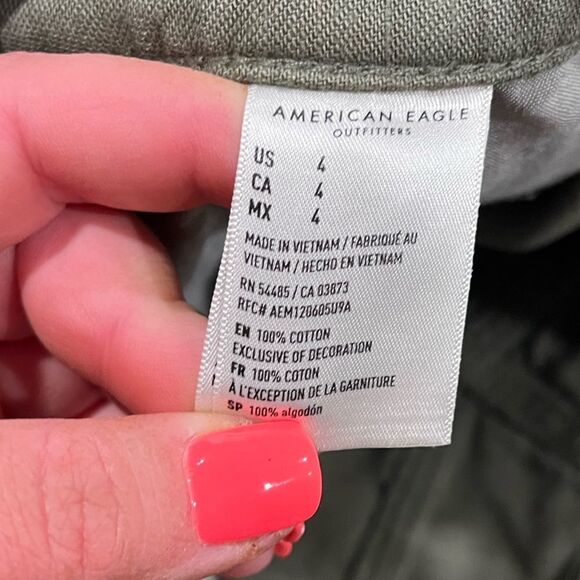 AMERICAN EAGLE
OUTFITTERS
US 4
CA 4
MX 4
MADE IN VIETNAM / FABRIQUÉ AU
VIETNAM / HECHO EN VIETNAM
RN 54485 / CA 03873
RFC# AEM120605U9A
EN 100% COTTON
EXCLUSIVE OF DECORATION
FR 100% COTON
À L'EXCEPTION DE LA GARNITURE
SP 100% algodón